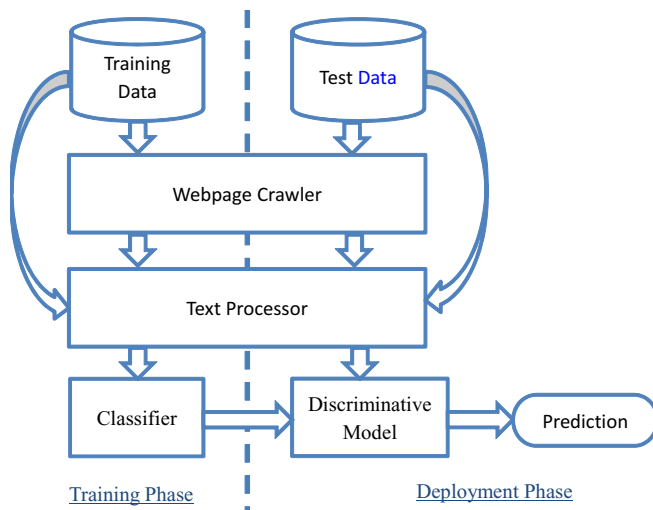 Training
Data
Test Data
Webpage Crawler
Text Processor
Classifier
Discriminative
Model
Prediction
Training Phase
Deployment Phase